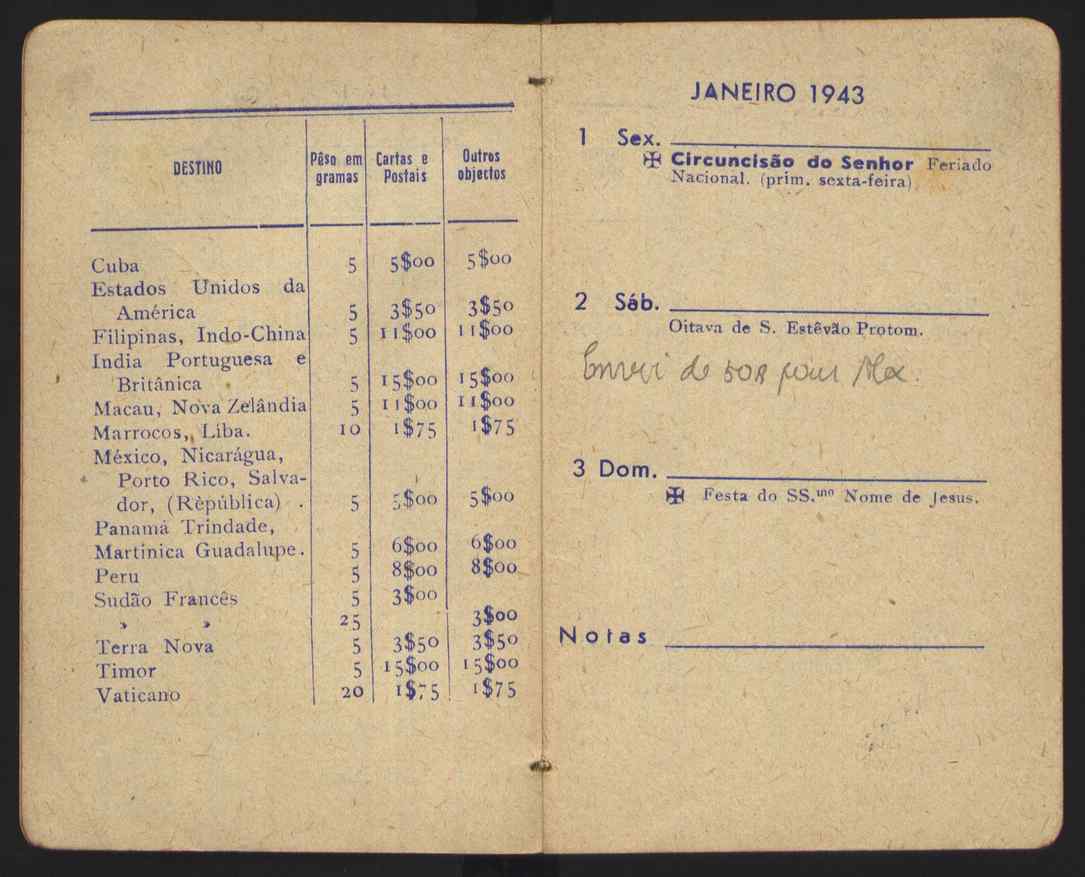 DESTINO | Pêso em gramas | Cartas e Postais | Outros objectos
Cuba 5 5$00 5$00
Estados Unidos da
América 5 3$50 3$50
Filipinas, Indo-China 5 11$00 11$00
India Portuguesa e
Britânica 5 15$00 15$00
Macau, Nova Zelândia 5 11$00 11$00
Marrocos, Liba. 10 1$75 1$75
México, Nicarágua,
Porto Rico, Salva-
dor, (Rèpública) . 5 5$00 5$00
Panamá Trindade,
Martinica Guadalupe. 5 6$00 6$00
Peru 5 8$00 8$00
Sudão Francês 5 3$00
» » 25 3$00
Terra Nova 5 3$50 3$50
Timor 5 15$00 15$00
Vaticano 20 1$75 1$75
JANEIRO 1943
1 Sex.
✠ Circuncisão do Senhor Feriado
Nacional. (prim. sexta-feira)
2 Sáb.
Oitava de S. Estêvão Protom.
Envoi de pour
3 Dom.
✠ Festa do SS.mo Nome de Jesus.
Notas